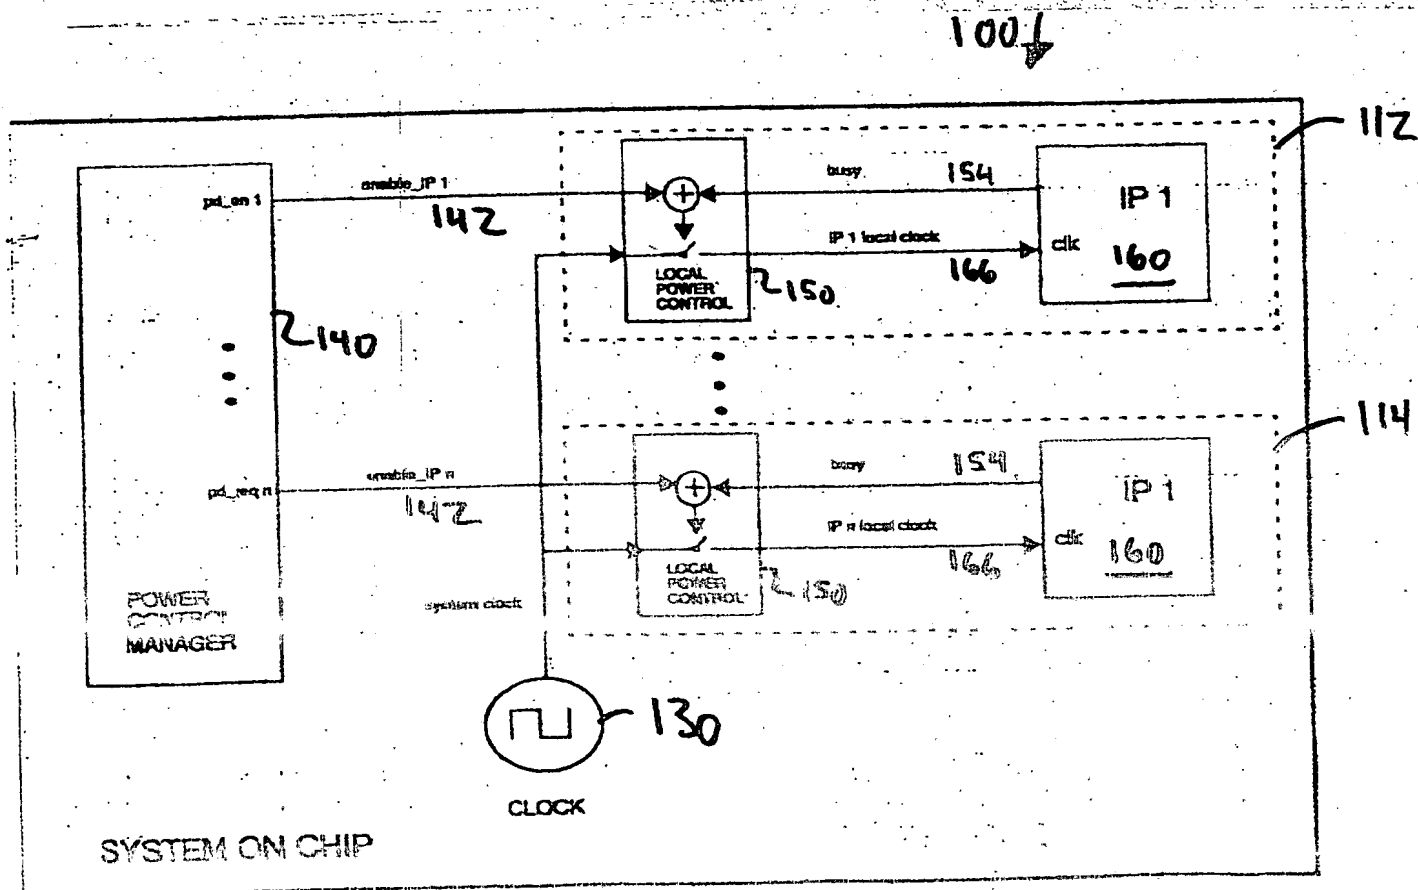 100
112
enable_IP 1
busy
154
pd_en 1
142
IP 1
IP 1 local clock
clk
160
166
LOCAL
POWER
CONTROL
150
140
114
enable_IP n
busy
154
pd_req n
142
IP 1
IP n local clock
clk
160
166
LOCAL
POWER
CONTROL
150
system clock
POWER
CONTROL
MANAGER
130
CLOCK
SYSTEM ON CHIP